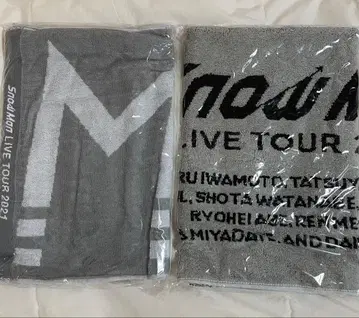 Snow Man LIVE TOUR 2021
Snow M
LIVE TOUR 2
RU IWAMOTO, TATSUY
L, SHOTA WATANABE,
RYOHEI ABE, REN ME
MIYADATE, AND DAI